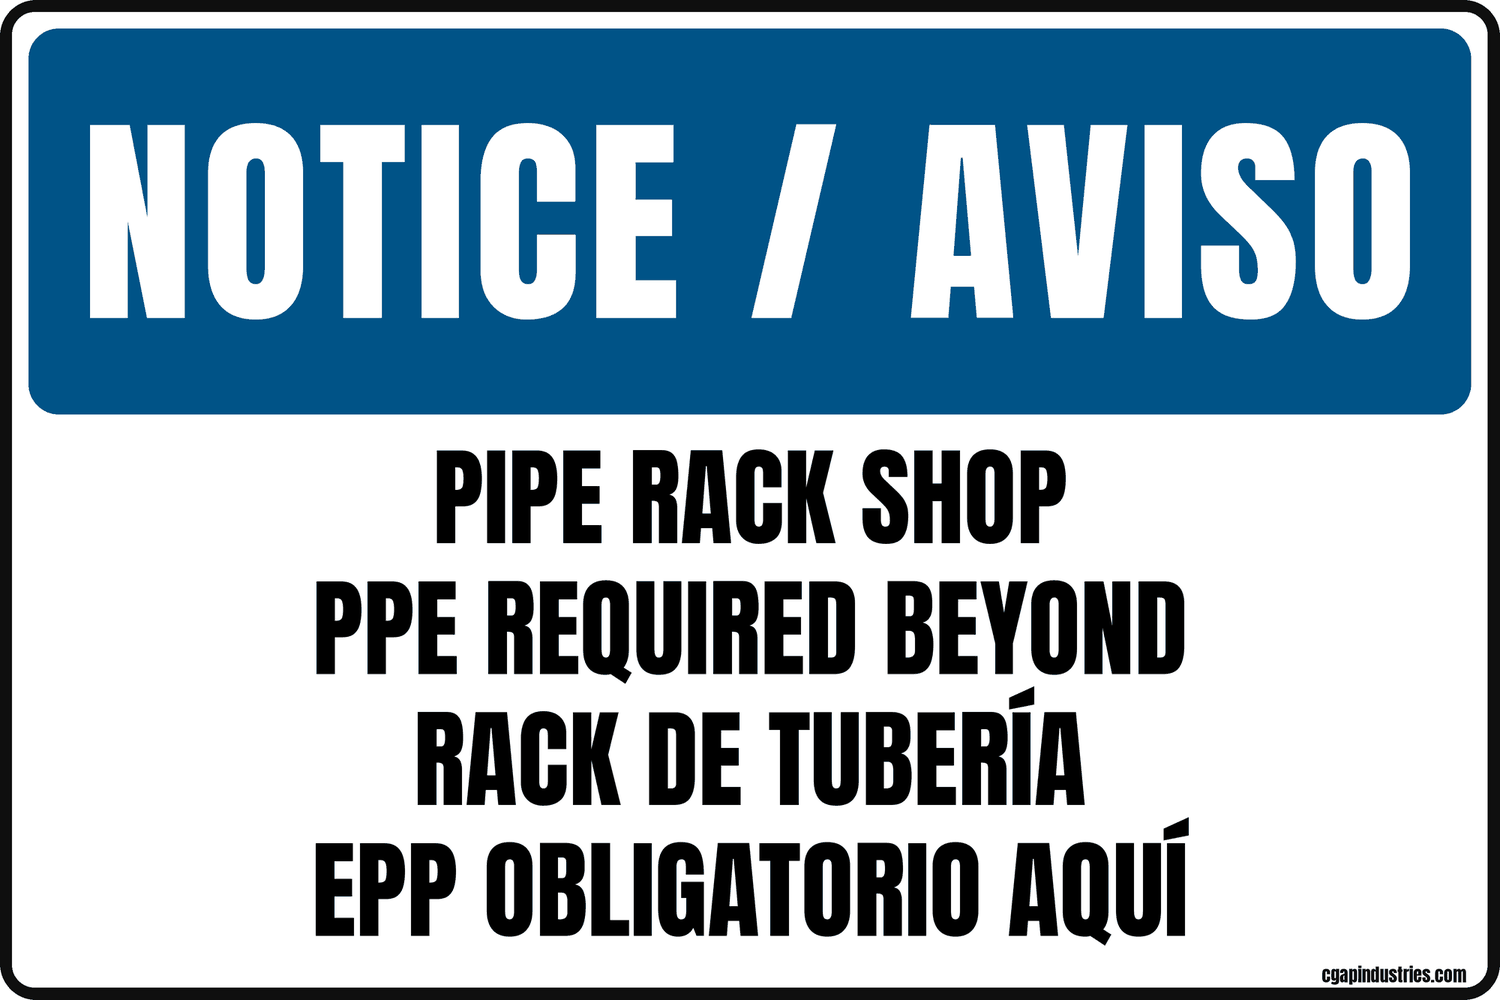 NOTICE / AVISO
PIPE RACK SHOP
PPE REQUIRED BEYOND
RACK DE TUBERÍA
EPP OBLIGATORIO AQUÍ
cgapindustries.com